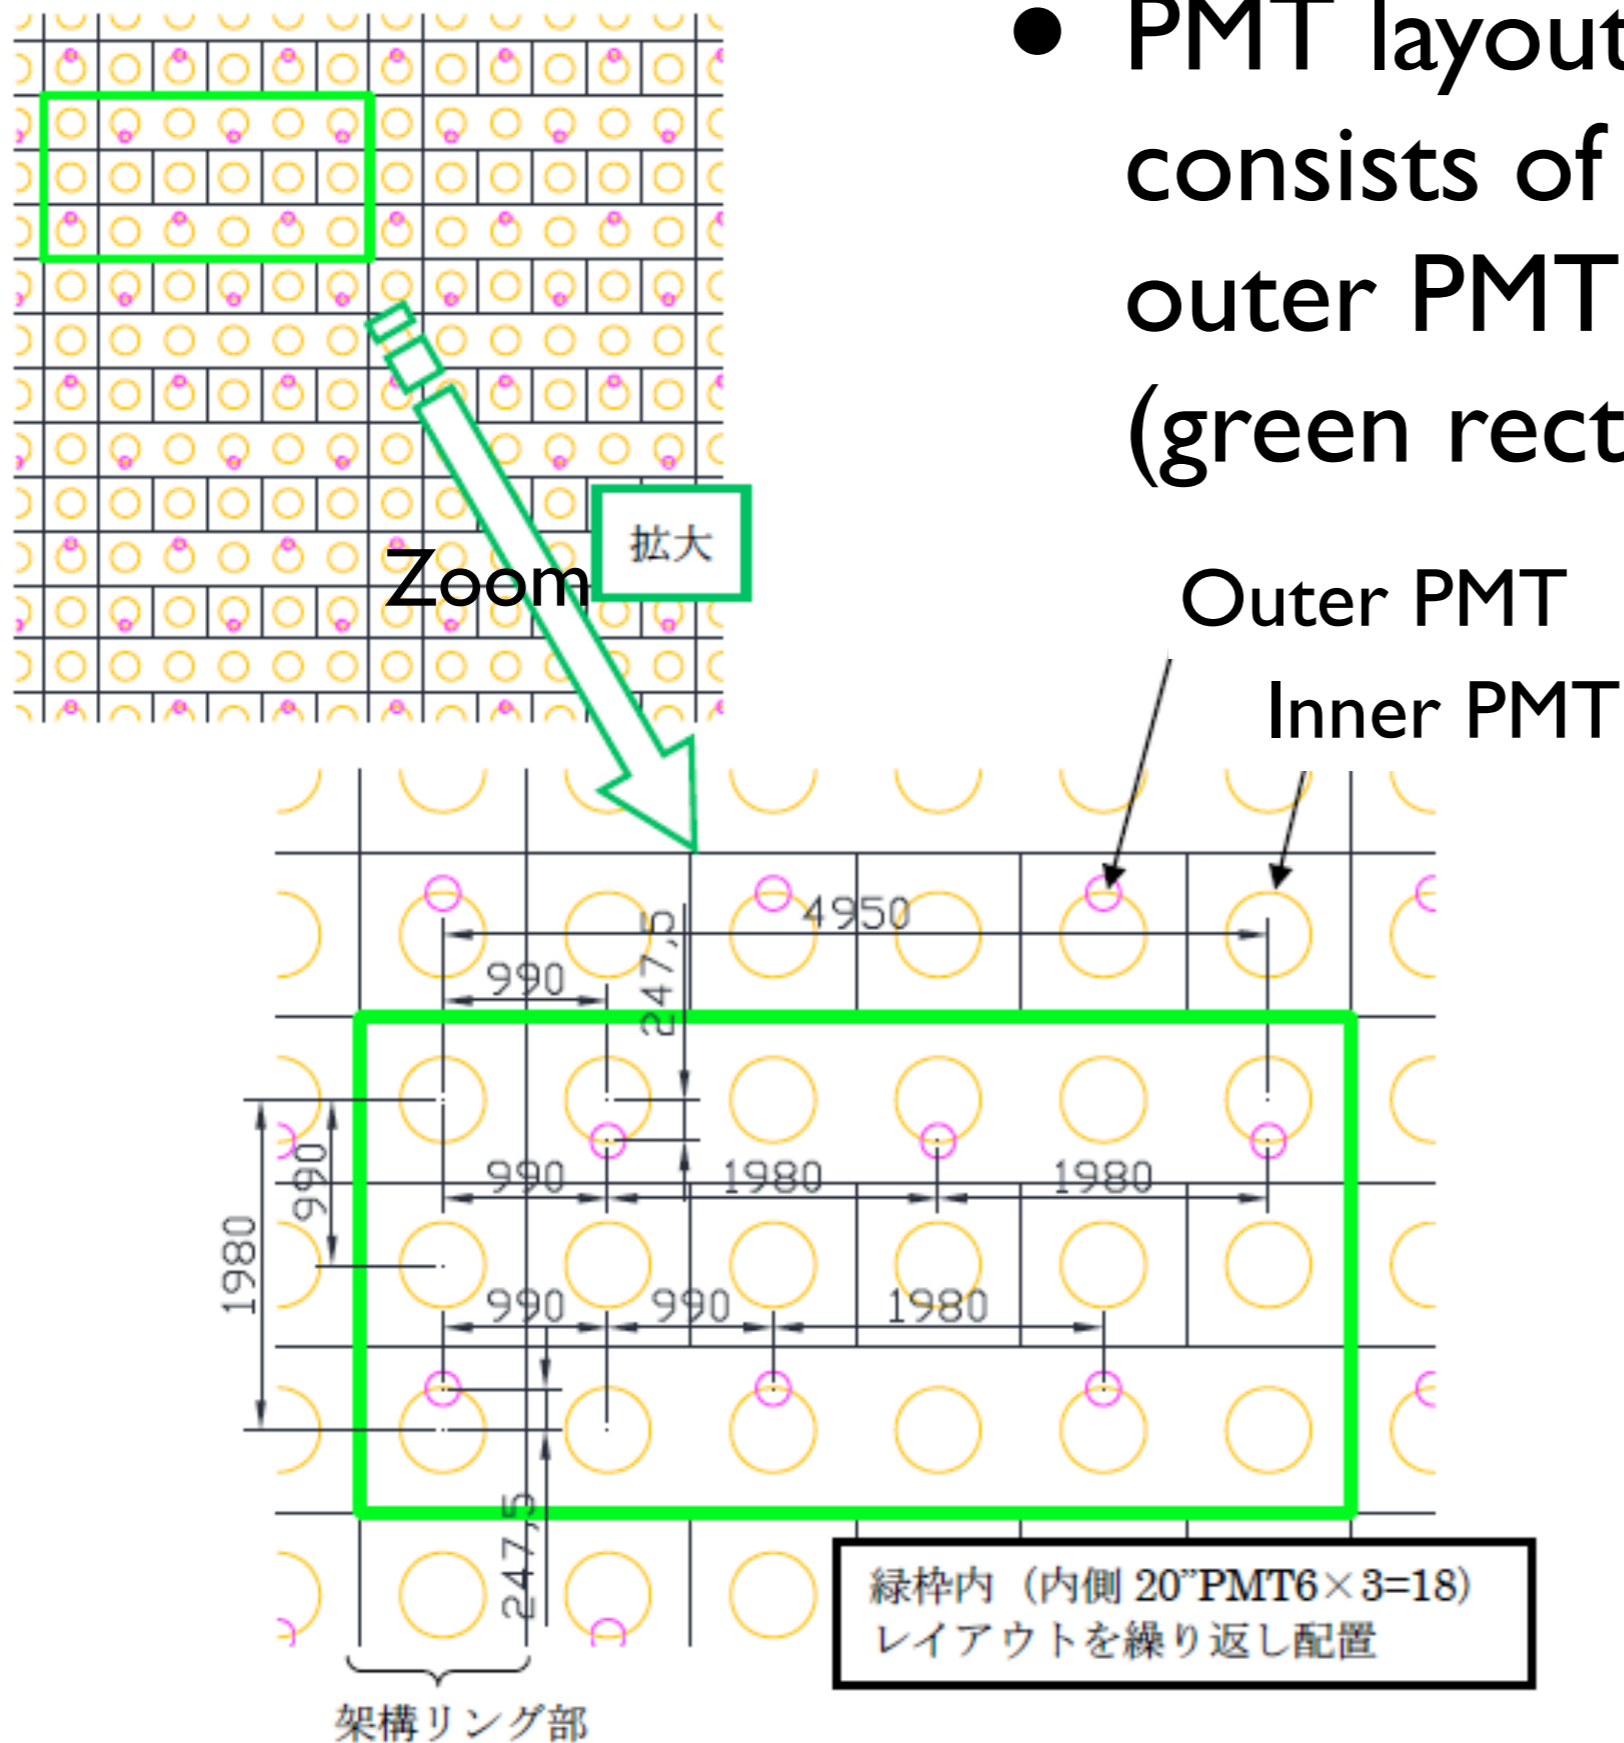 • PMT layout
consists of
outer PMT
(green rect
拡大
Zoom
Outer PMT
Inner PMT
4950
247,5
990
990
1980
1980
990
1980
990
990
1980
247,5
緑枠内（内側 20”PMT6×3=18）
レイアウトを繰り返し配置
架構リング部